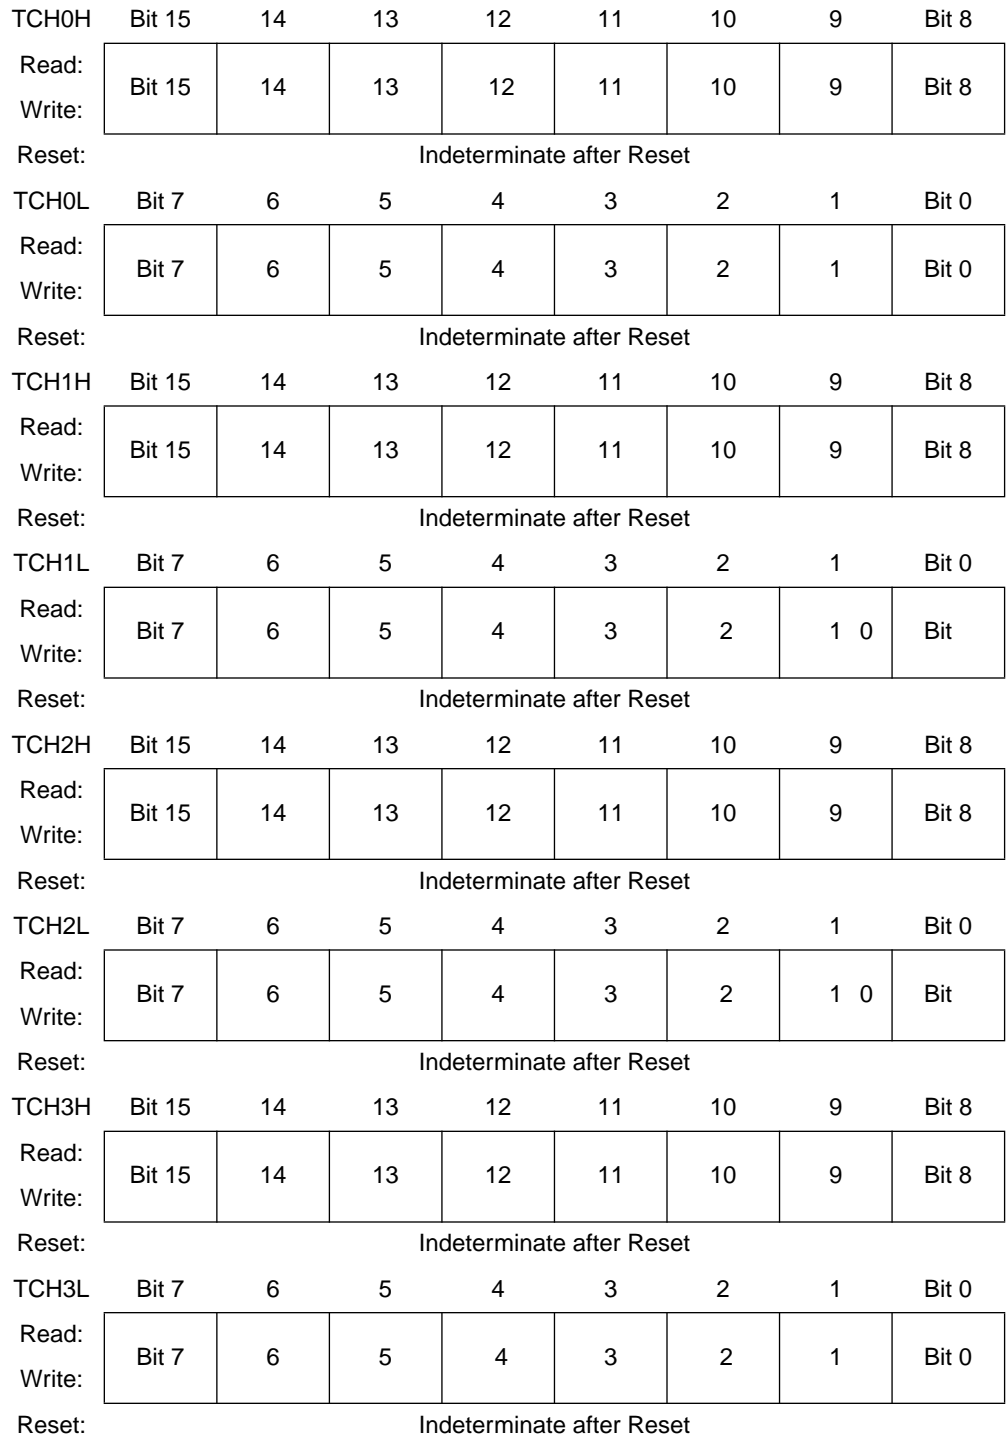 TCH0H Bit 15 14 13 12 11 10 9 Bit 8
Read:
Bit 15 14 13 12 11 10 9 Bit 8
Write:
Reset: Indeterminate after Reset
TCH0L Bit 7 6 5 4 3 2 1 Bit 0
Read:
Bit 7 6 5 4 3 2 1 Bit 0
Write:
Reset: Indeterminate after Reset
TCH1H Bit 15 14 13 12 11 10 9 Bit 8
Read:
Bit 15 14 13 12 11 10 9 Bit 8
Write:
Reset: Indeterminate after Reset
TCH1L Bit 7 6 5 4 3 2 1 Bit 0
Read:
Bit 7 6 5 4 3 2 1 0 Bit
Write:
Reset: Indeterminate after Reset
TCH2H Bit 15 14 13 12 11 10 9 Bit 8
Read:
Bit 15 14 13 12 11 10 9 Bit 8
Write:
Reset: Indeterminate after Reset
TCH2L Bit 7 6 5 4 3 2 1 Bit 0
Read:
Bit 7 6 5 4 3 2 1 0 Bit
Write:
Reset: Indeterminate after Reset
TCH3H Bit 15 14 13 12 11 10 9 Bit 8
Read:
Bit 15 14 13 12 11 10 9 Bit 8
Write:
Reset: Indeterminate after Reset
TCH3L Bit 7 6 5 4 3 2 1 Bit 0
Read:
Bit 7 6 5 4 3 2 1 Bit 0
Write:
Reset: Indeterminate after Reset